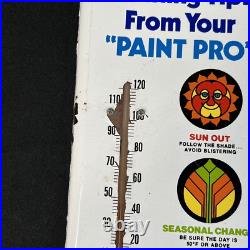 From Your
"PAINT PRO"
120
110
100
90
80
70
60
50
40
30
20
SUN OUT
FOLLOW THE SHADE...
AVOID BLISTERING
SEASONAL CHANG
BE SURE THE DAY IS
50°F OR ABOVE